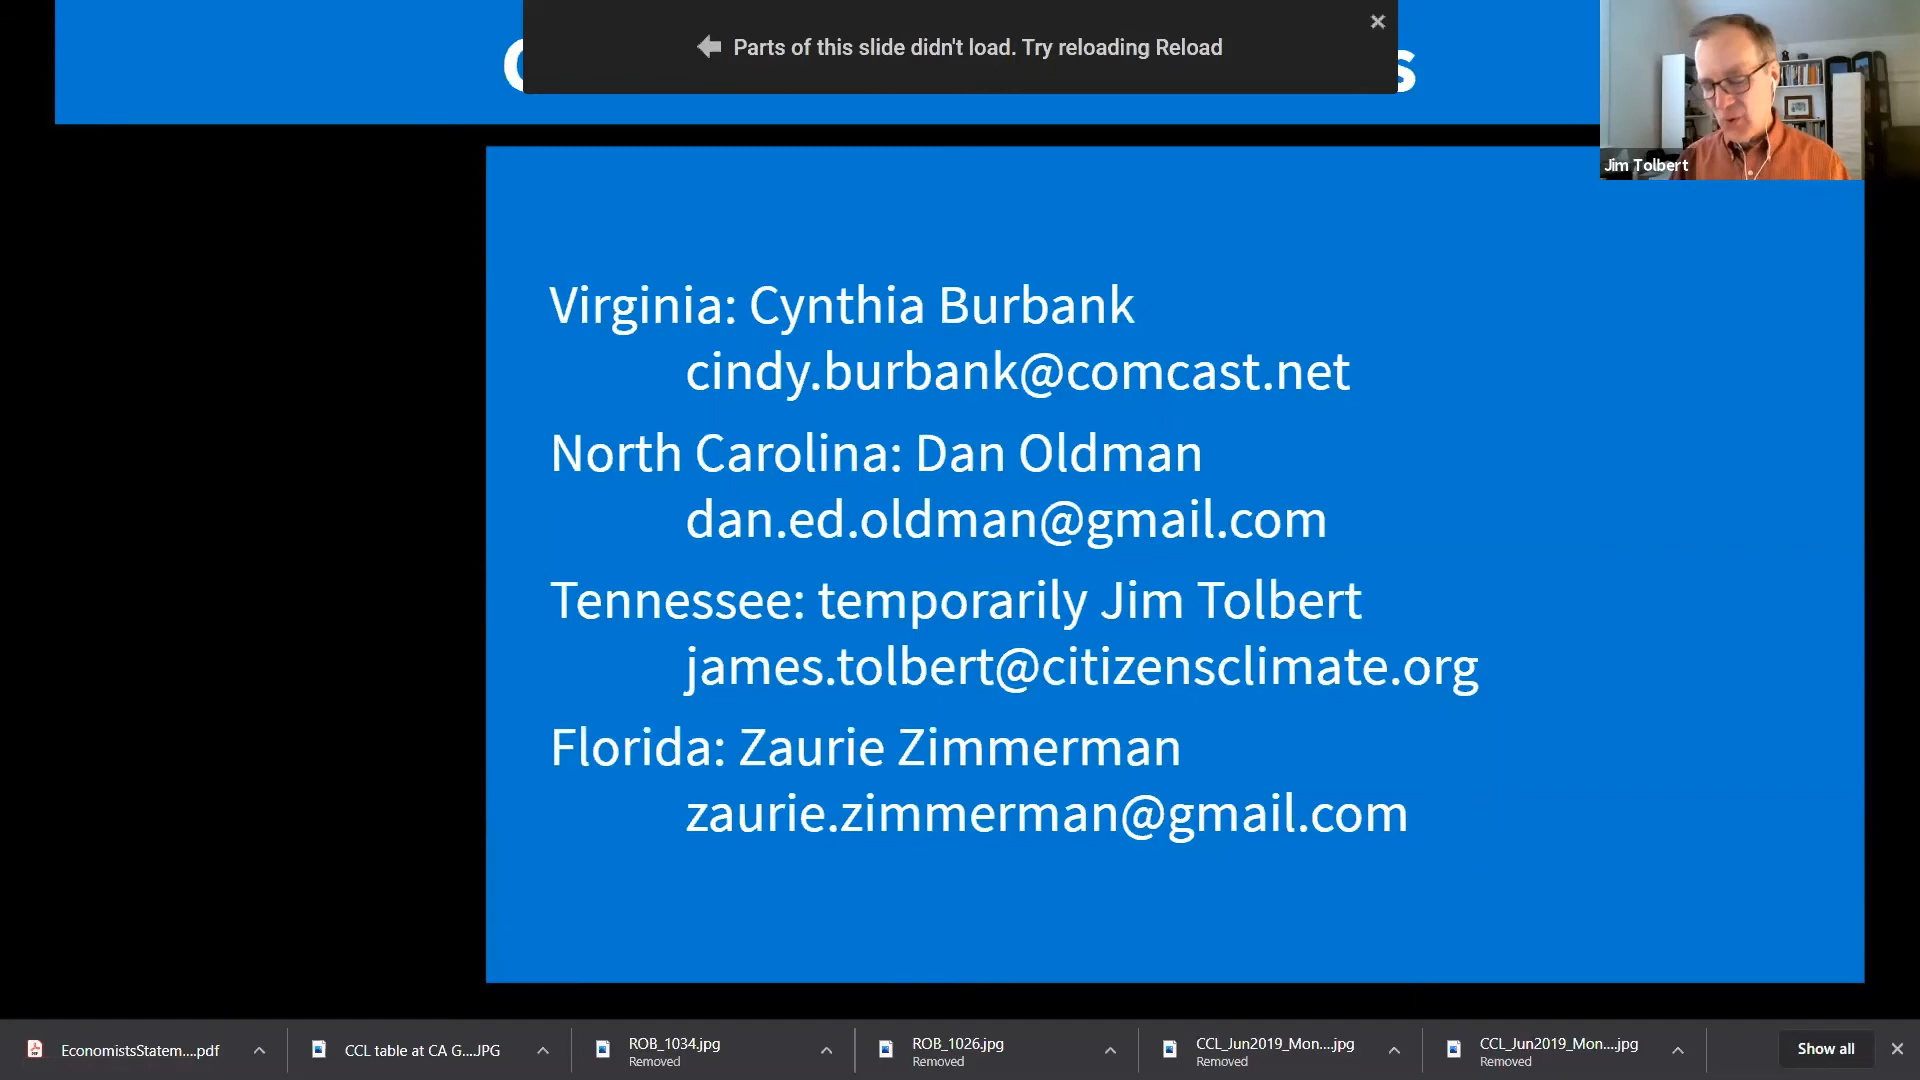 Parts of this slide didn't load. Try reloading Reload
Jim Tolbert
Virginia: Cynthia Burbank
cindy.burbank@comcast.net
North Carolina: Dan Oldman
dan.ed.oldman@gmail.com
Tennessee: temporarily Jim Tolbert
james.tolbert@citizensclimate.org
Florida: Zaurie Zimmerman
zaurie.zimmerman@gmail.com
EconomistsStatem....pdf
CCL table at CA G....JPG
ROB_1034.jpg
Removed
ROB_1026.jpg
Removed
CCL_Jun2019_Mon....jpg
Removed
CCL_Jun2019_Mon....jpg
Removed
Show all